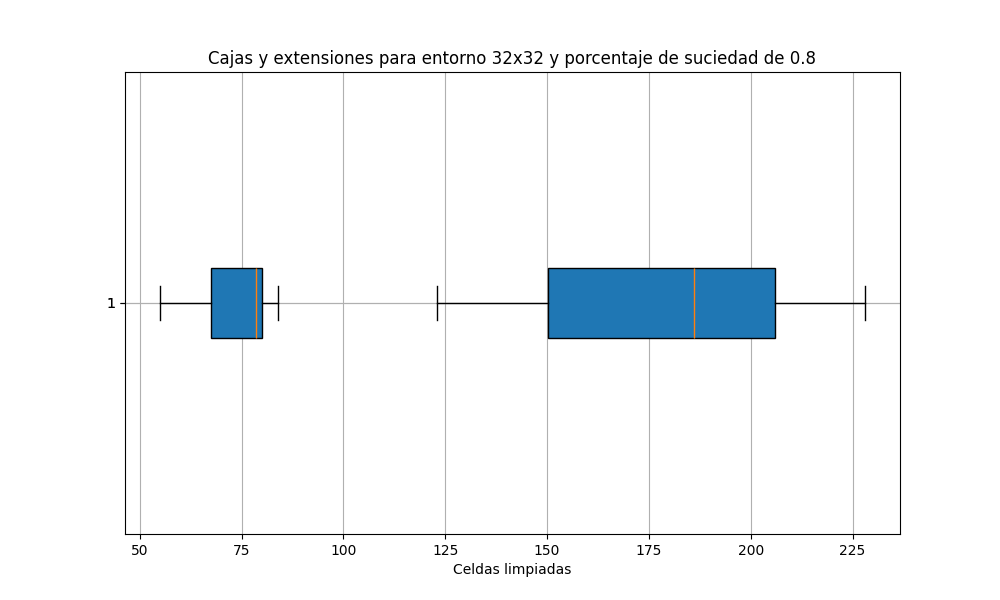 Cajas y extensiones para entorno 32x32 y porcentaje de suciedad de 0.8
1
50 75 100 125 150 175 200 225
Celdas limpiadas